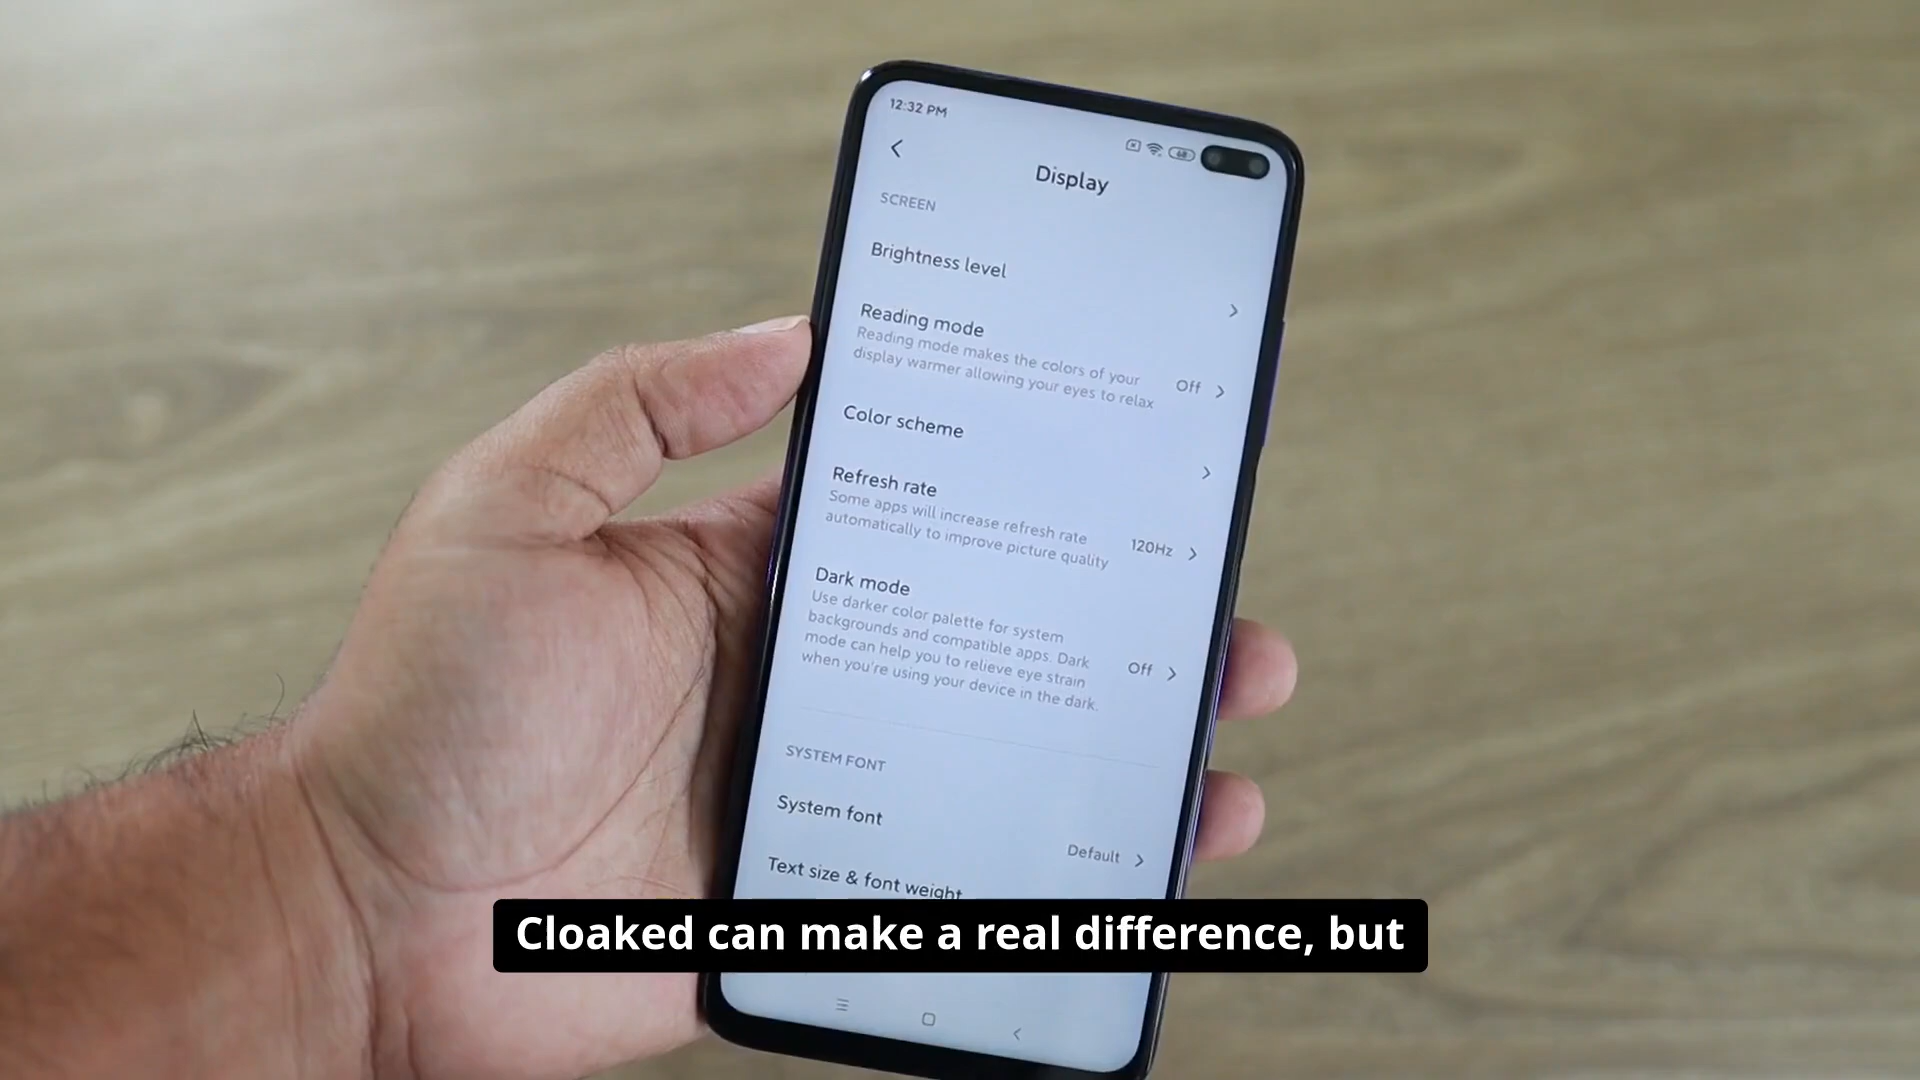 12:32 PM
68
Display
SCREEN
Brightness level
Reading mode
Reading mode makes the colors of your
display warmer allowing your eyes to relax
Off
Color scheme
Refresh rate
Some apps will increase refresh rate
automatically to improve picture quality
120Hz
Dark mode
Use darker color palette for system
backgrounds and compatible apps. Dark
mode can help you to relieve eye strain
when you're using your device in the dark.
Off
SYSTEM FONT
System font
Default
Text size & font weight
Cloaked can make a real difference, but